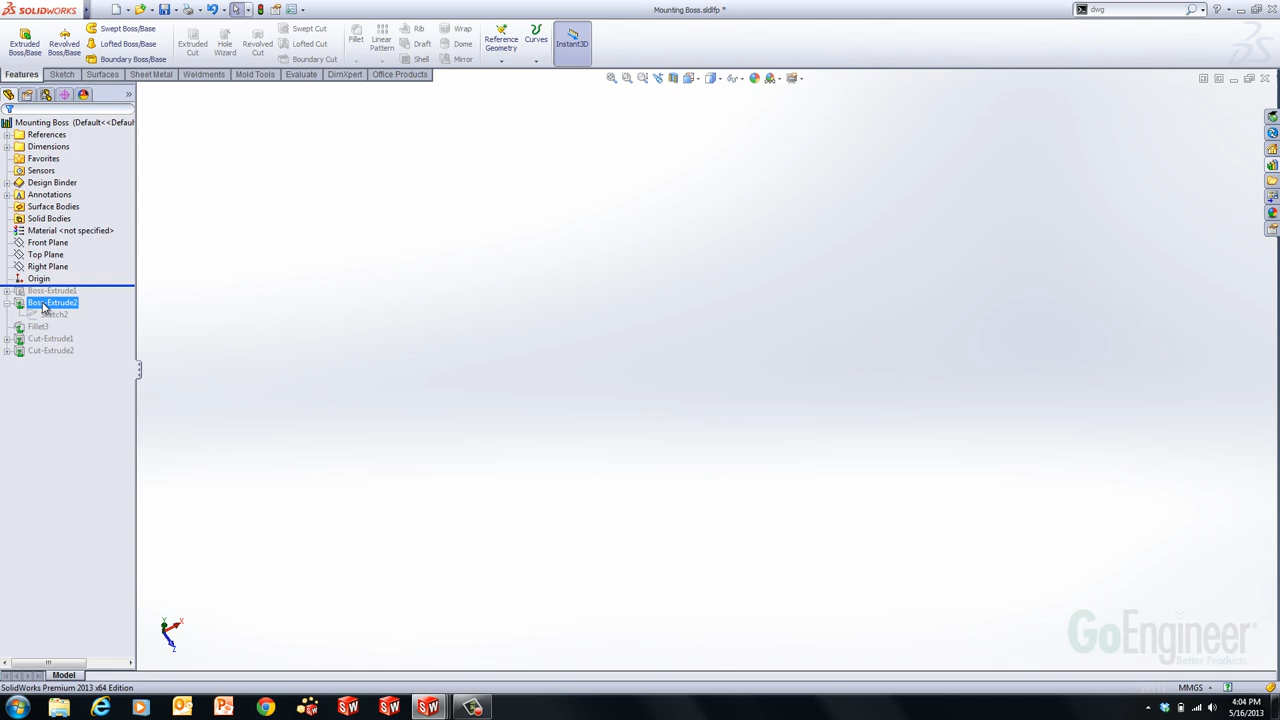 SOLIDWORKS
Mounting Boss.sldlfp *
dwg
Extruded Boss/Base
Revolved Boss/Base
Swept Boss/Base
Lofted Boss/Base
Boundary Boss/Base
Extruded Cut
Hole Wizard
Revolved Cut
Swept Cut
Lofted Cut
Boundary Cut
Fillet
Linear Pattern
Rib
Draft
Shell
Wrap
Dome
Mirror
Reference Geometry
Curves
Instant3D
Features
Sketch
Surfaces
Sheet Metal
Weldments
Mold Tools
Evaluate
DimXpert
Office Products
Mounting Boss (Default<<Defaul
References
Dimensions
Favorites
Sensors
Design Binder
Annotations
Surface Bodies
Solid Bodies
Material <not specified>
Front Plane
Top Plane
Right Plane
Origin
Boss-Extrude1
Boss-Extrude2
Sketch2
Fillet3
Cut-Extrude1
Cut-Extrude2
Y
X
Z
GoEngineer
Better Products.
Model
SolidWorks Premium 2013 x64 Edition
MMGS
4:04 PM
5/16/2013